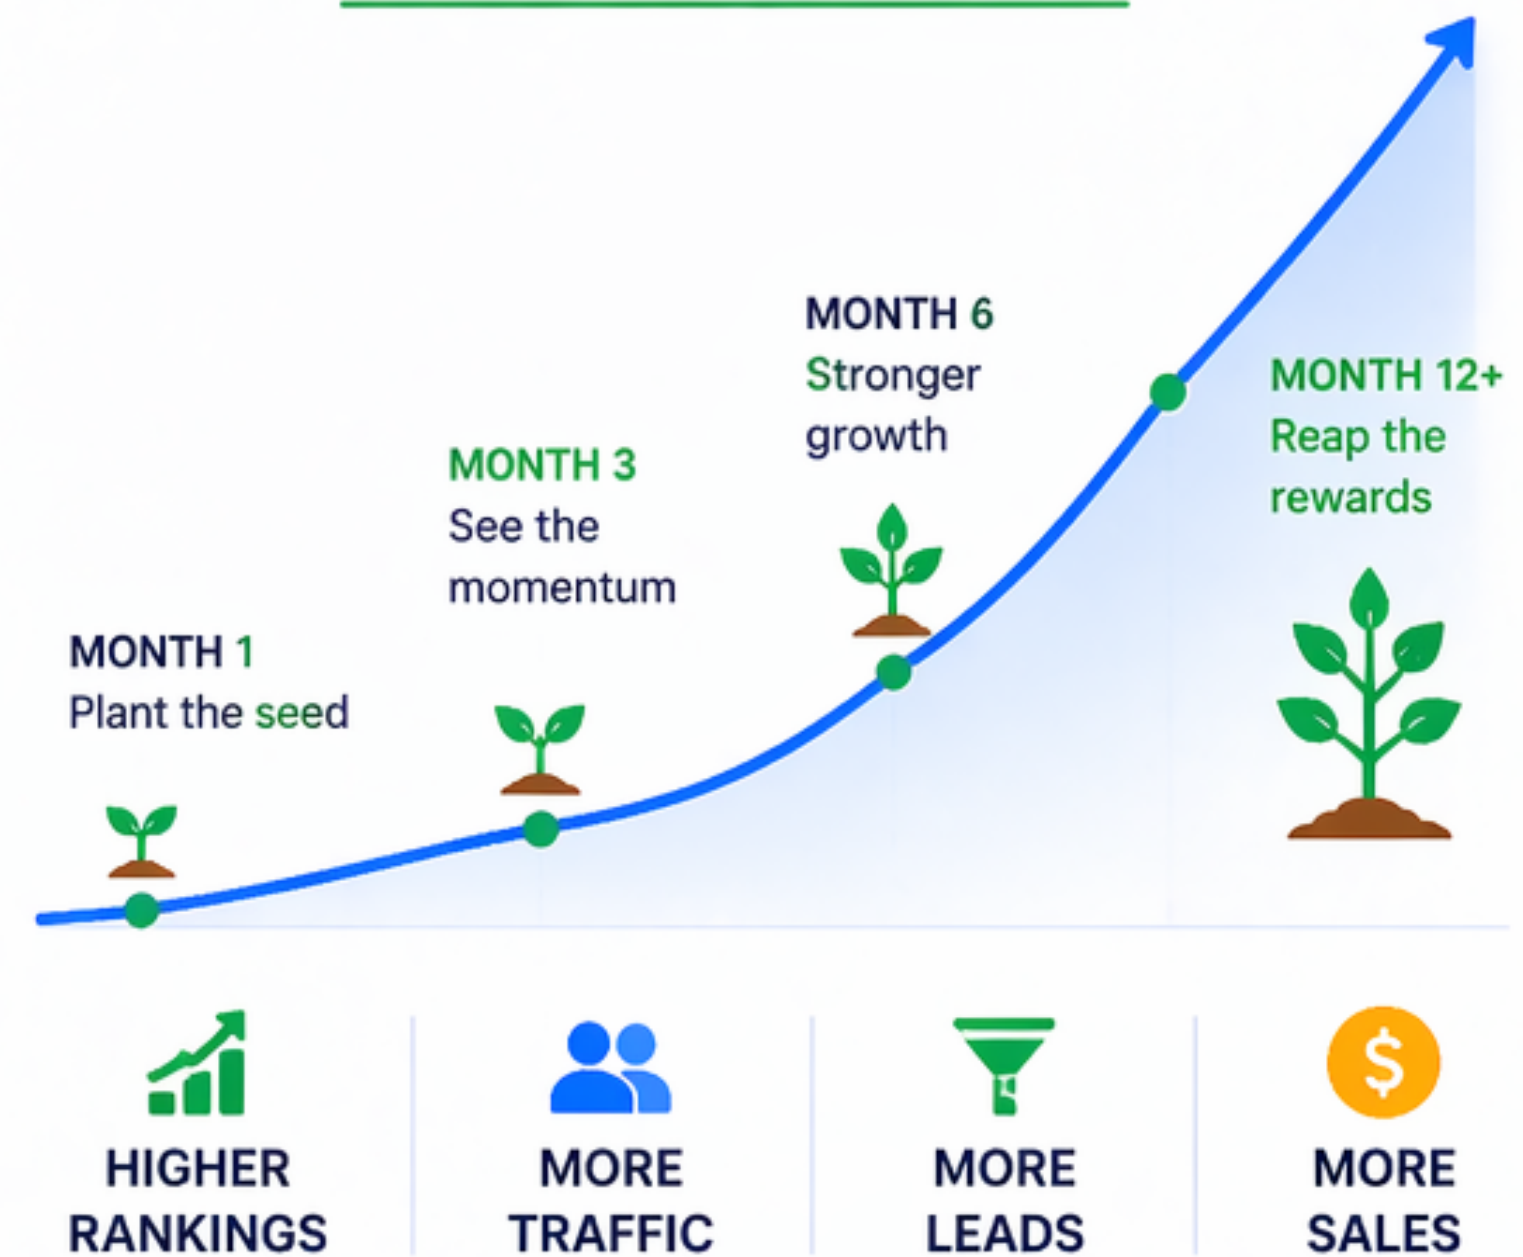 MONTH 1
Plant the seed
MONTH 3
See the
momentum
MONTH 6
Stronger
growth
MONTH 12+
Reap the
rewards
$
HIGHER
RANKINGS
MORE
TRAFFIC
MORE
LEADS
MORE
SALES